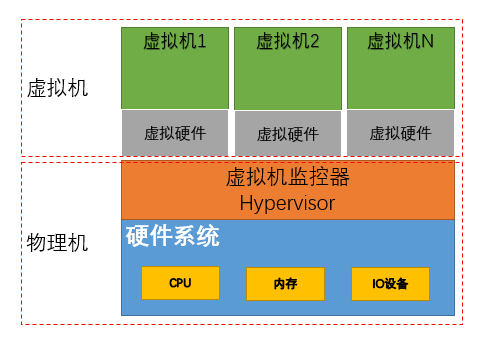 虚拟机1 虚拟机2 虚拟机N
虚拟机
虚拟硬件 虚拟硬件 虚拟硬件
虚拟机监控器
Hypervisor
物理机
硬件系统
CPU 内存 IO设备